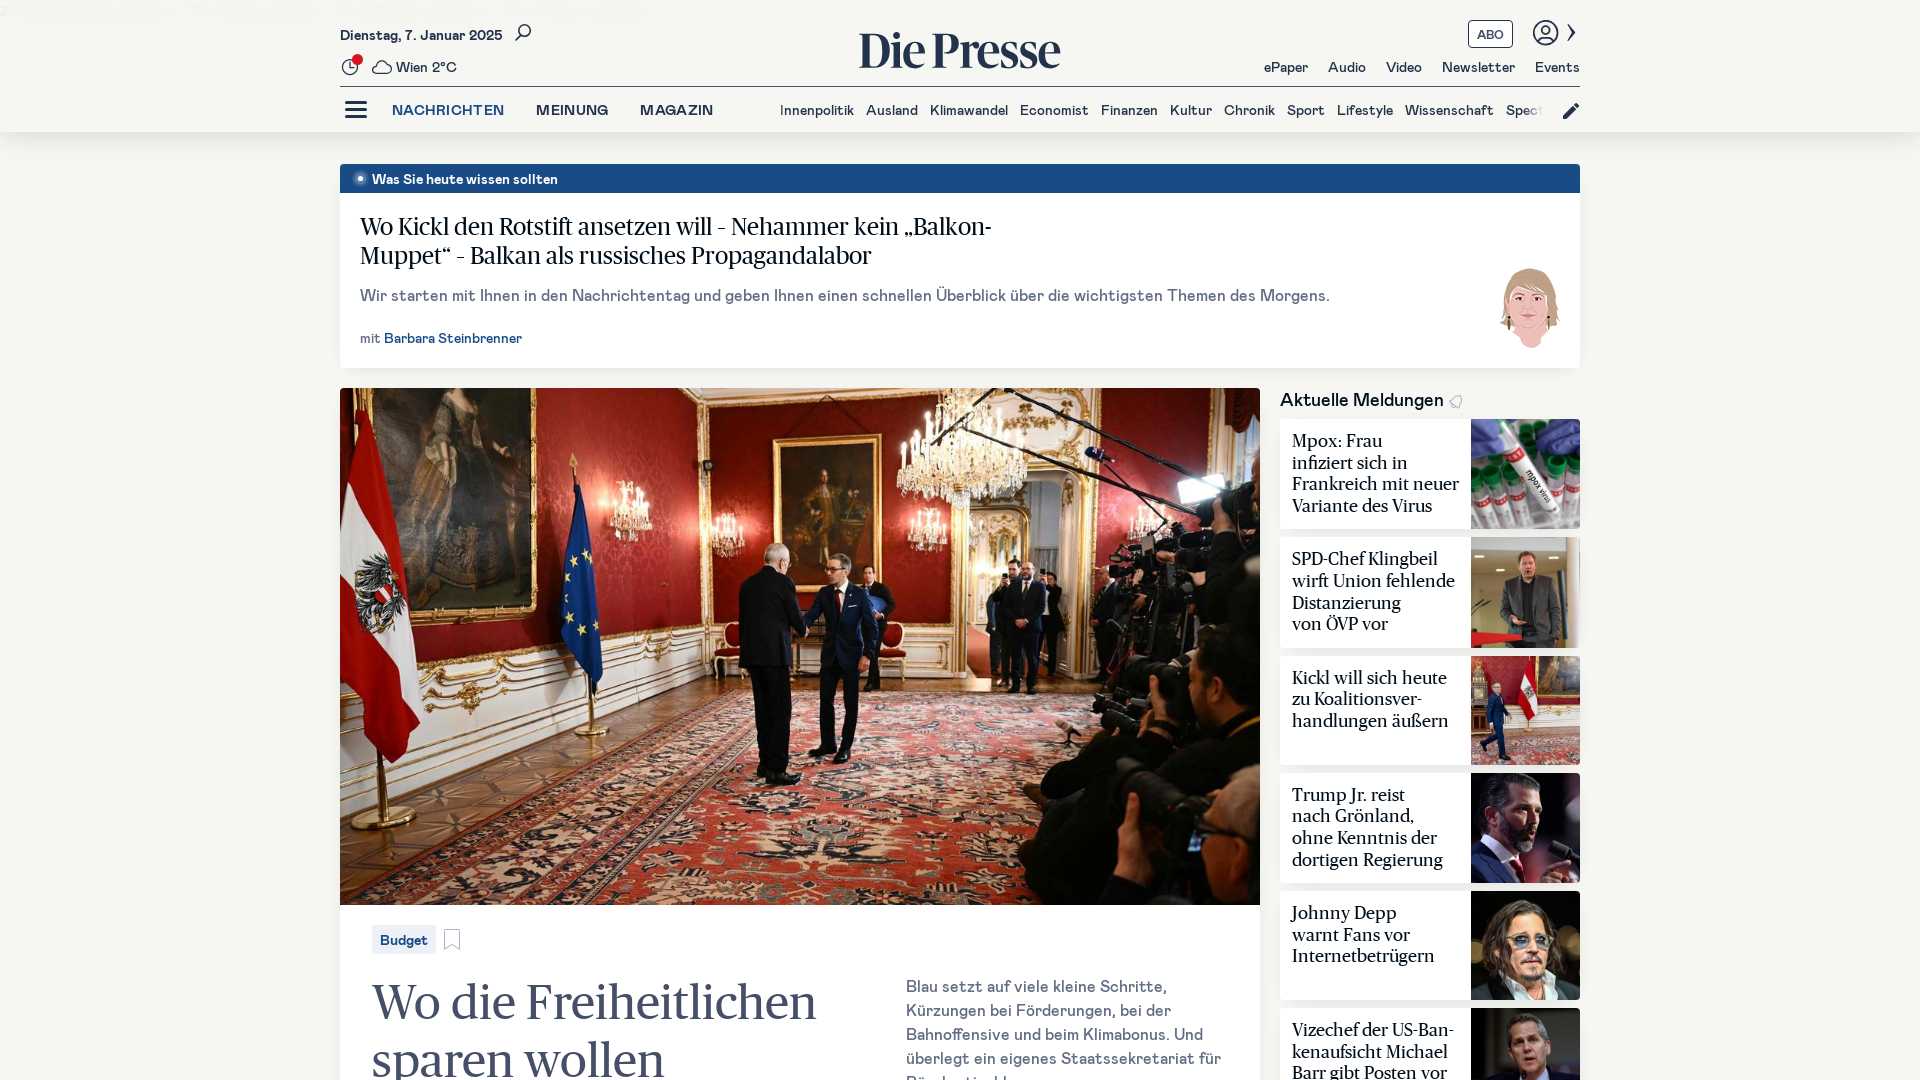 Dienstag, 7. Januar 2025
Wien 2°C
Die Presse
ABO
ePaper Audio Video Newsletter Events
NACHRICHTEN MEINUNG MAGAZIN
Innenpolitik Ausland Klimawandel Economist Finanzen Kultur Chronik Sport Lifestyle Wissenschaft Spect
Was Sie heute wissen sollten
Wo Kickl den Rotstift ansetzen will – Nehammer kein „Balkon-
Muppet“ – Balkan als russisches Propagandalabor
Wir starten mit Ihnen in den Nachrichtentag und geben Ihnen einen schnellen Überblick über die wichtigsten Themen des Morgens.
mit Barbara Steinbrenner
Budget
Wo die Freiheitlichen
sparen wollen
Blau setzt auf viele kleine Schritte,
Kürzungen bei Förderungen, bei der
Bahnoffensive und beim Klimabonus. Und
überlegt ein eigenes Staatssekretariat für
Aktuelle Meldungen
Mpox: Frau
infiziert sich in
Frankreich mit neuer
Variante des Virus
mpox virus
SPD-Chef Klingbeil
wirft Union fehlende
Distanzierung
von ÖVP vor
Kickl will sich heute
zu Koalitionsver-
handlungen äußern
Trump Jr. reist
nach Grönland,
ohne Kenntnis der
dortigen Regierung
Johnny Depp
warnt Fans vor
Internetbetrügern
Vizechef der US-Ban-
kenaufsicht Michael
Barr gibt Posten vor